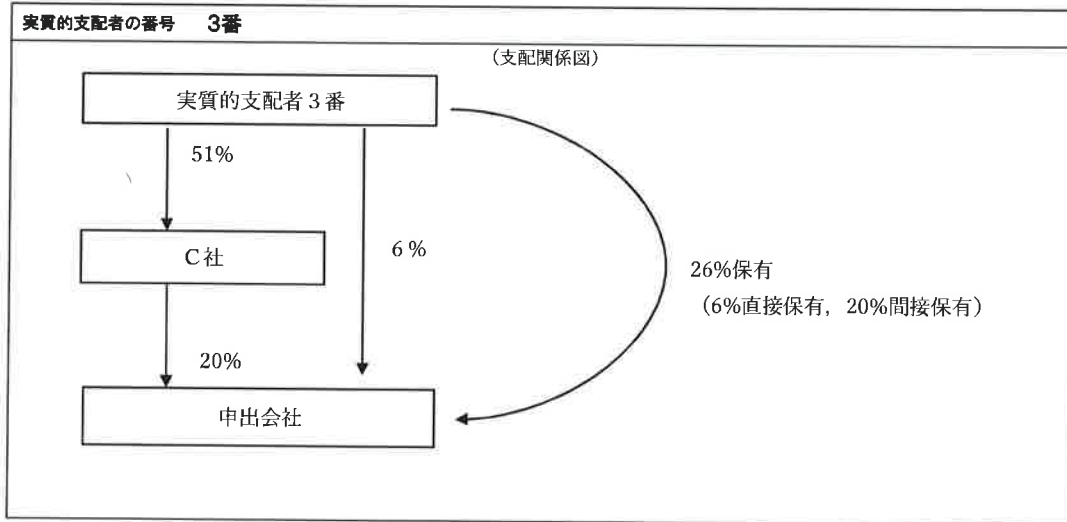 実質的支配者の番号 3番
（支配関係図）
実質的支配者３番
51%
C社
6%
26%保有
（6%直接保有，20%間接保有）
20%
申出会社